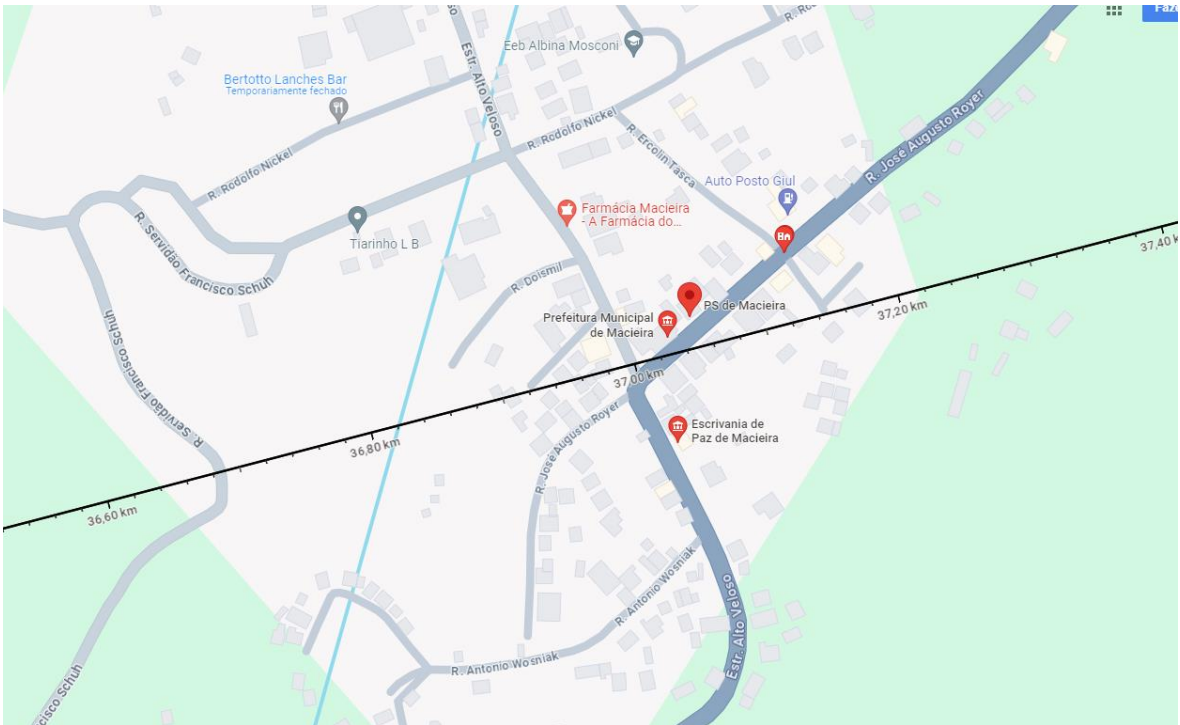 Faze
Eeb Albina Mosconi
Estr. Alto Veloso
Bertotto Lanches Bar
Temporariamente fechado
R. Rodolfo Nickel
R. Rodolfo Nickel
R. José Augusto Royer
R. Ercolin Tasca
Auto Posto Giul
Farmácia Macieira
- A Farmácia do...
Tiarinho L B
R. Servidão Francisco Schuh
37,40 k
R. Doismil
Prefeitura Municipal
de Macieira
PS de Macieira
37,20 km
37,00 km
R. Servidão Francisco Schuh
Escrivania de
Paz de Macieira
36,80 km
R. José Augusto Royer
36,60 km
R. Antonio Wosniak
Estr. Alto Veloso
R. Antonio Wosniak
cisco Schuh